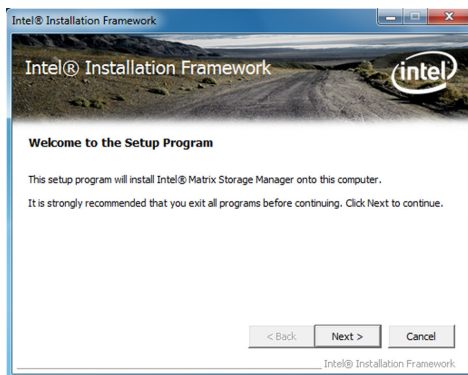 Intel® Installation Framework
Intel® Installation Framework
intel
Welcome to the Setup Program
This setup program will install Intel® Matrix Storage Manager onto this computer.
It is strongly recommended that you exit all programs before continuing. Click Next to continue.
< Back Next > Cancel
Intel® Installation Framework